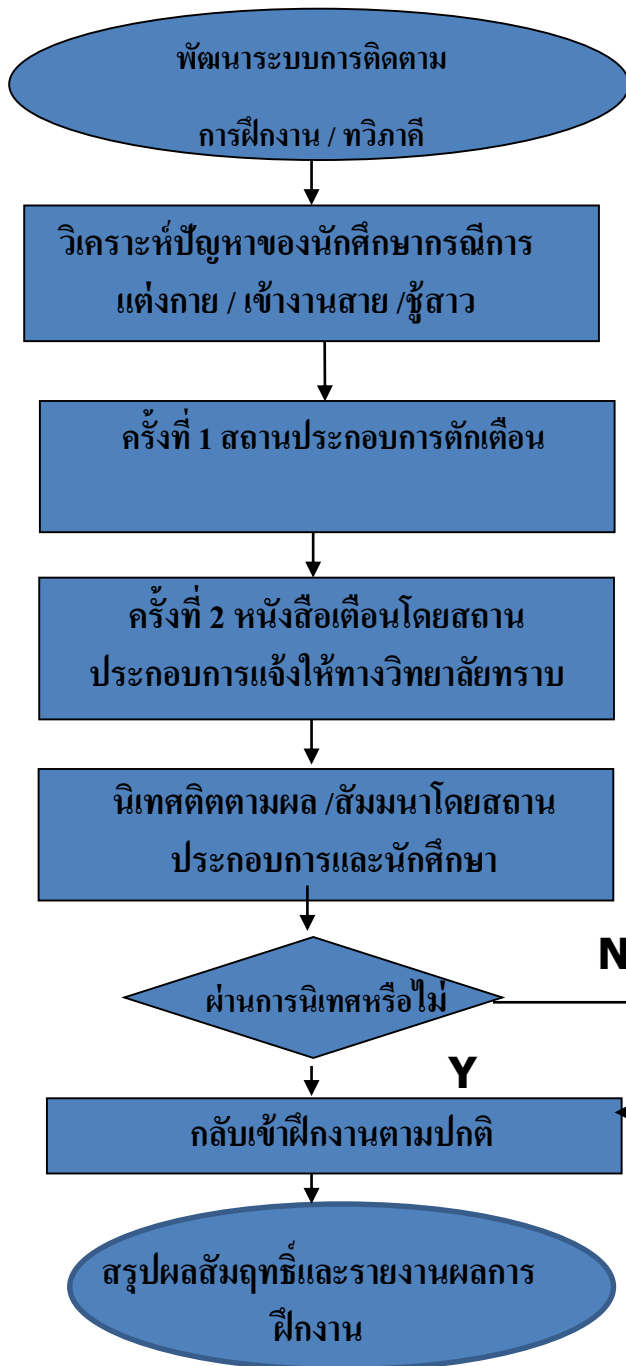 พัฒนาระบบการติดตาม
การฝึกงาน / ทวิภาคี
วิเคราะห์ปัญหาของนักศึกษากรณีการ
แต่งกาย / เข้างานสาย /ชู้สาว
ครั้งที่ 1 สถานประกอบการตักเตือน
ครั้งที่ 2 หนังสือเตือนโดยสถาน
ประกอบการแจ้งให้ทางวิทยาลัยทราบ
นิเทศติตตามผล /สัมมนาโดยสถาน
ประกอบการและนักศึกษา
N
ผ่านการนิเทศหรือไม่
Y
กลับเข้าฝึกงานตามปกติ
สรุปผลสัมฤทธิ์และรายงานผลการ
ฝึกงาน